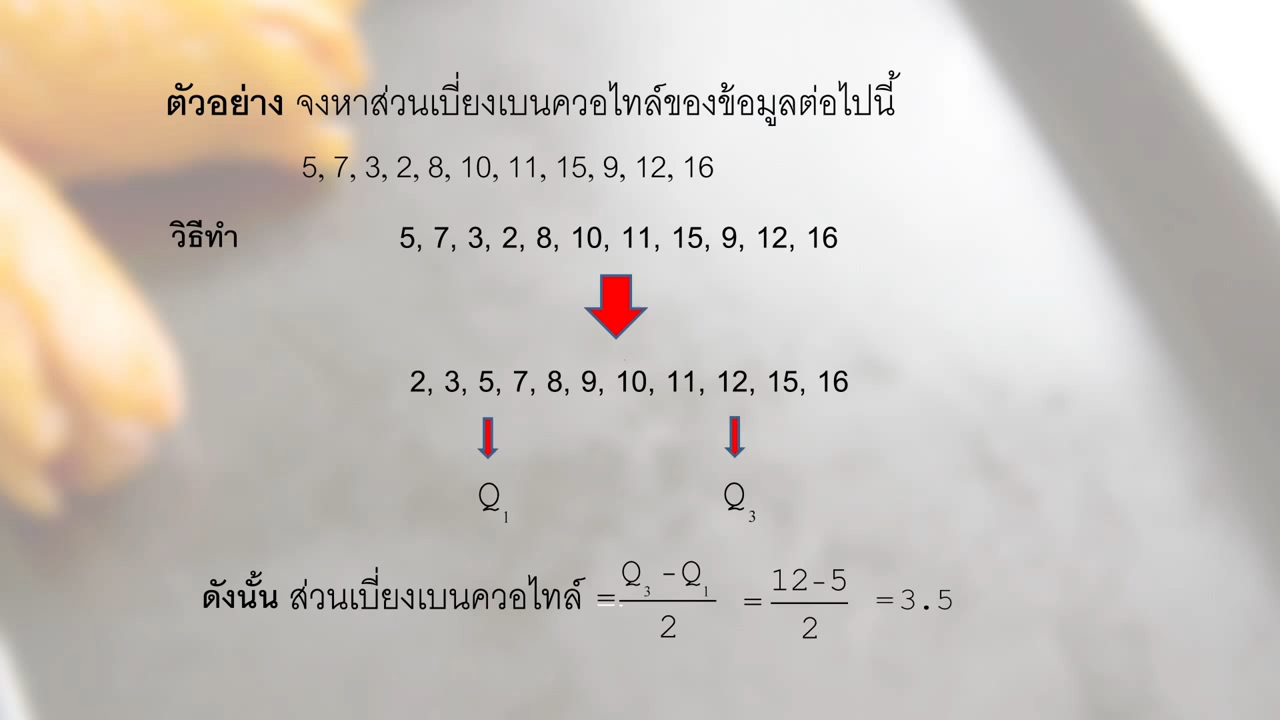 ตัวอย่าง จงหาส่วนเบี่ยงเบนควอไทล์ของข้อมูลต่อไปนี้
5, 7, 3, 2, 8, 10, 11, 15, 9, 12, 16
วิธีทำ 5, 7, 3, 2, 8, 10, 11, 15, 9, 12, 16
2, 3, 5, 7, 8, 9, 10, 11, 12, 15, 16
Q₁ Q₃
ดังนั้น ส่วนเบี่ยงเบนควอไทล์ = (Q₃ - Q₁)/2 = (12-5)/2 = 3.5